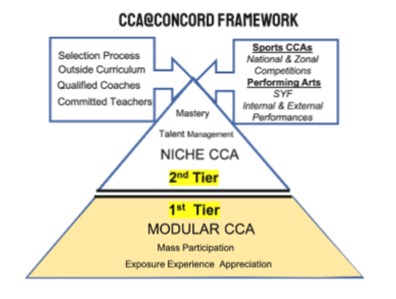 CCA@CONCORD FRAMEWORK
Selection Process
Outside Curriculum
Qualified Coaches
Committed Teachers
Sports CCAs
National & Zonal
Competitions
Performing Arts
SYF
Internal & External
Performances
Mastery
Talent Management
NICHE CCA
2nd Tier
1st Tier
MODULAR CCA
Mass Participation
Exposure Experience Appreciation